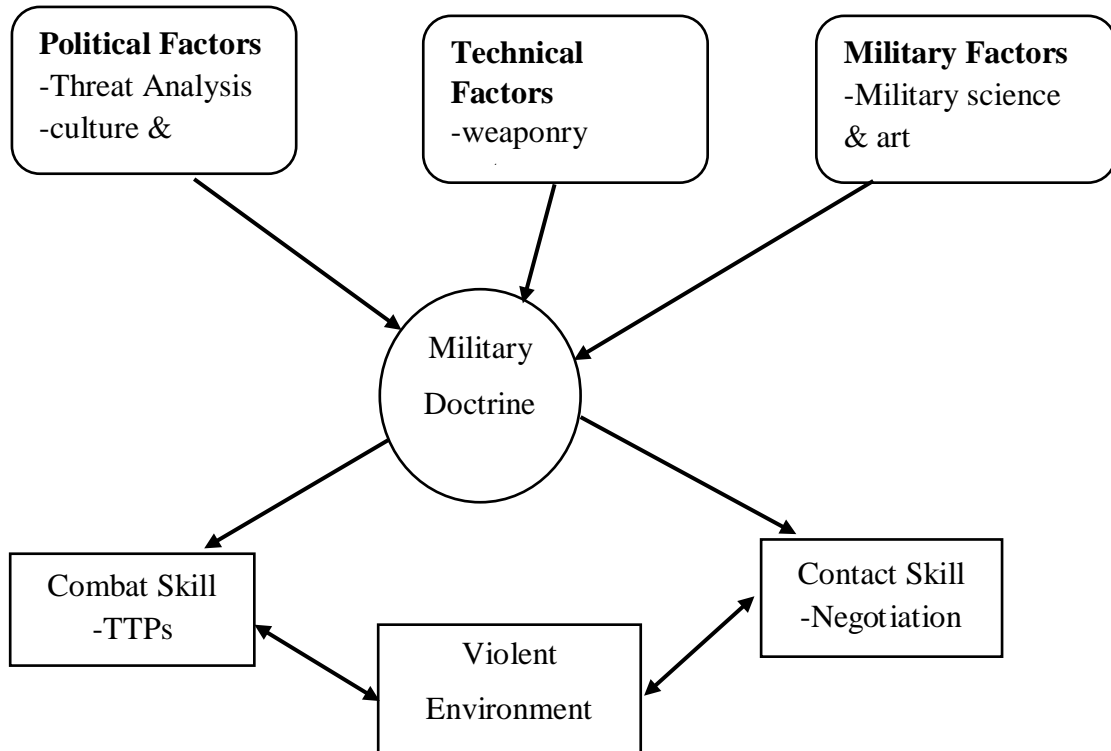 Political Factors
-Threat Analysis
-culture &
Technical
Factors
-weaponry
Military Factors
-Military science
& art
Military
Doctrine
Combat Skill
-TTPs
Contact Skill
-Negotiation
Violent
Environment